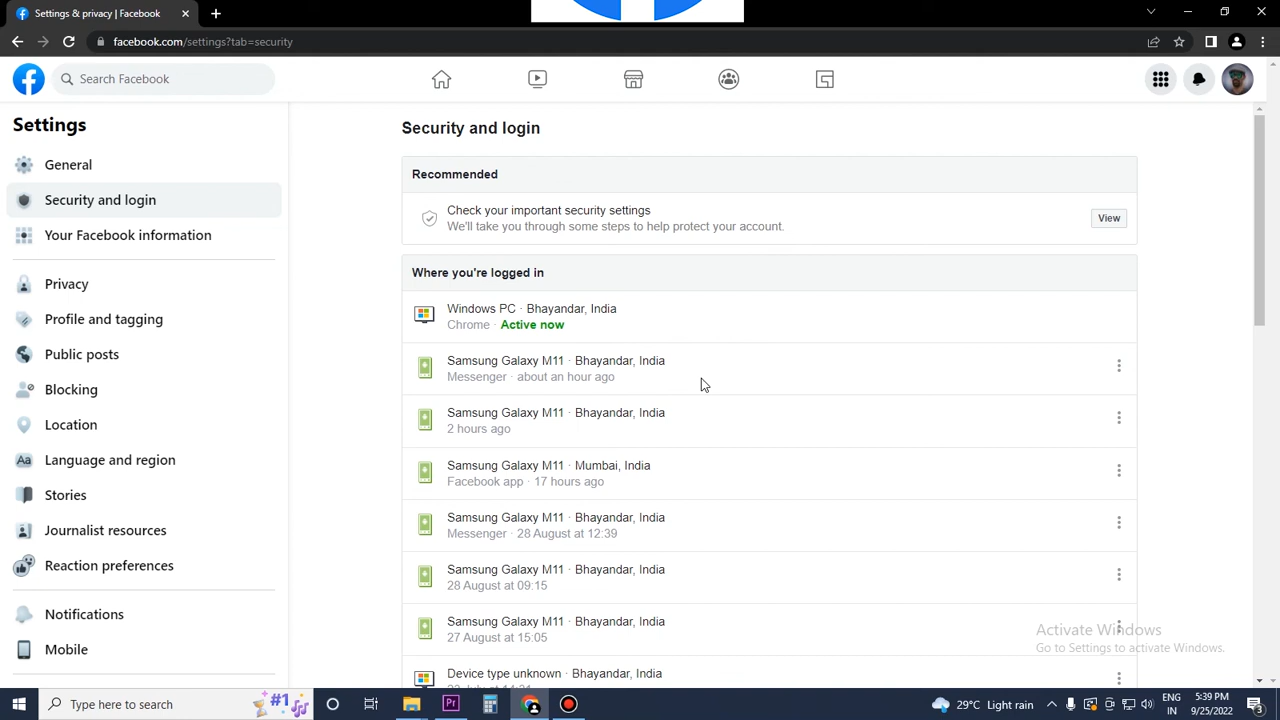 Settings & privacy | Facebook
facebook.com/settings?tab=security
Search Facebook
Settings
General
Security and login
Your Facebook information
Privacy
Profile and tagging
Public posts
Blocking
Location
Aa Language and region
Stories
Journalist resources
Reaction preferences
Notifications
Mobile
Security and login
Recommended
Check your important security settings
We'll take you through some steps to help protect your account.
View
Where you're logged in
Windows PC · Bhayandar, India
Chrome · Active now
Samsung Galaxy M11 · Bhayandar, India
Messenger · about an hour ago
Samsung Galaxy M11 · Bhayandar, India
2 hours ago
Samsung Galaxy M11 · Mumbai, India
Facebook app · 17 hours ago
Samsung Galaxy M11 · Bhayandar, India
Messenger · 28 August at 12:39
Samsung Galaxy M11 · Bhayandar, India
28 August at 09:15
Samsung Galaxy M11 · Bhayandar, India
27 August at 15:05
Device type unknown · Bhayandar, India
Activate Windows
Go to Settings to activate Windows.
Type here to search
#1
Pr
29°C Light rain
ENG
IN
5:39 PM
9/25/2022
3